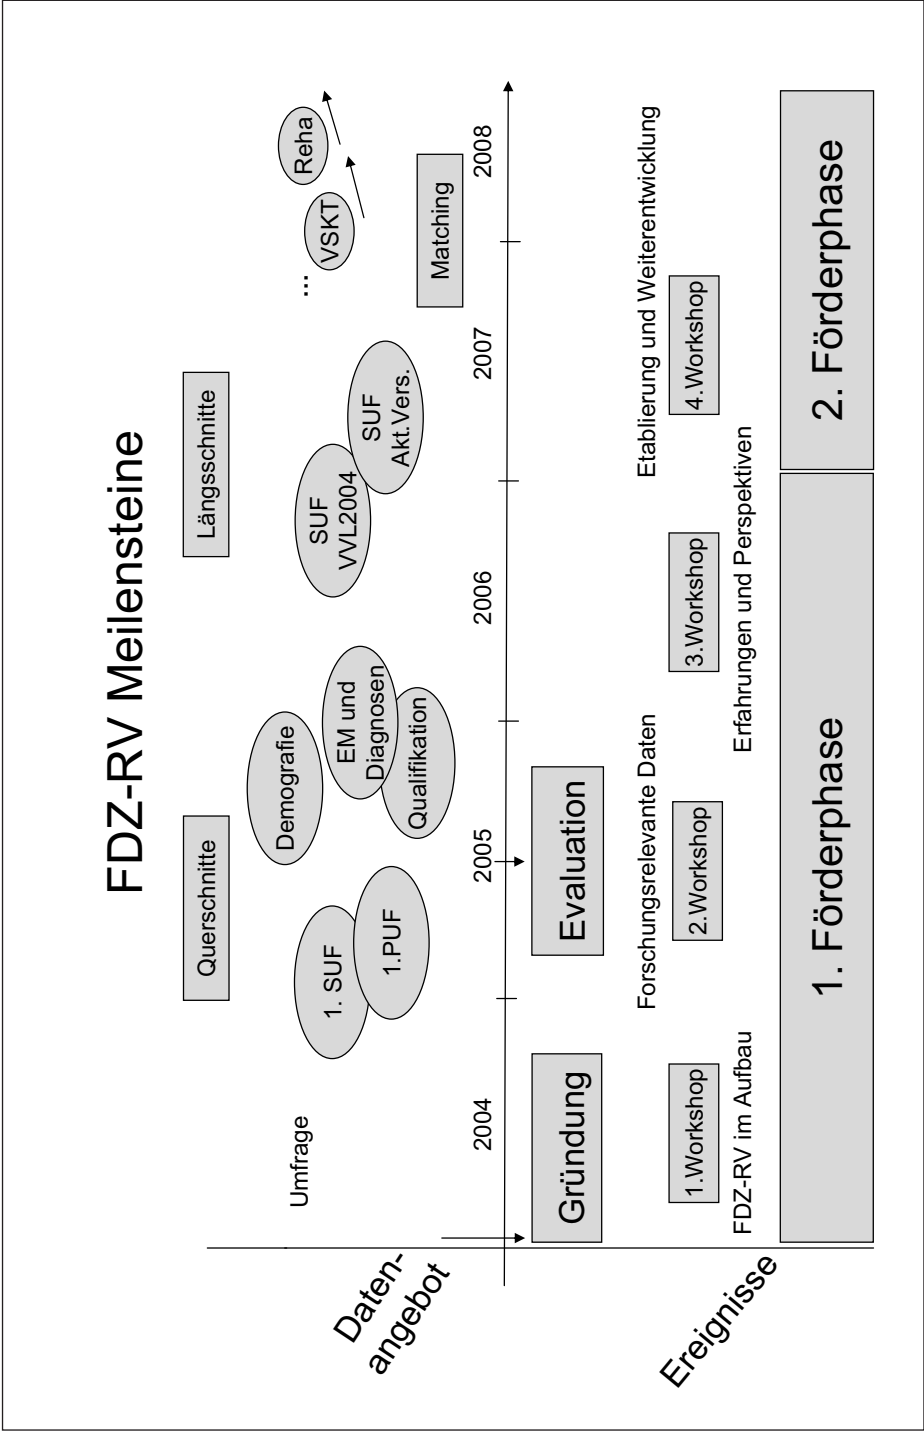 FDZ-RV Meilensteine
Daten-
angebot
Querschnitte
Längsschnitte
Umfrage
1. SUF
1.PUF
Demografie
EM und
Diagnosen
Qualifikation
SUF
VVL2004
SUF
Akt.Vers.
...
VSKT
Reha
Matching
2004
2005
2006
2007
2008
Ereignisse
Gründung
Evaluation
Forschungsrelevante Daten
Etablierung und Weiterentwicklung
1.Workshop
2.Workshop
3.Workshop
4.Workshop
FDZ-RV im Aufbau
Erfahrungen und Perspektiven
1. Förderphase
2. Förderphase